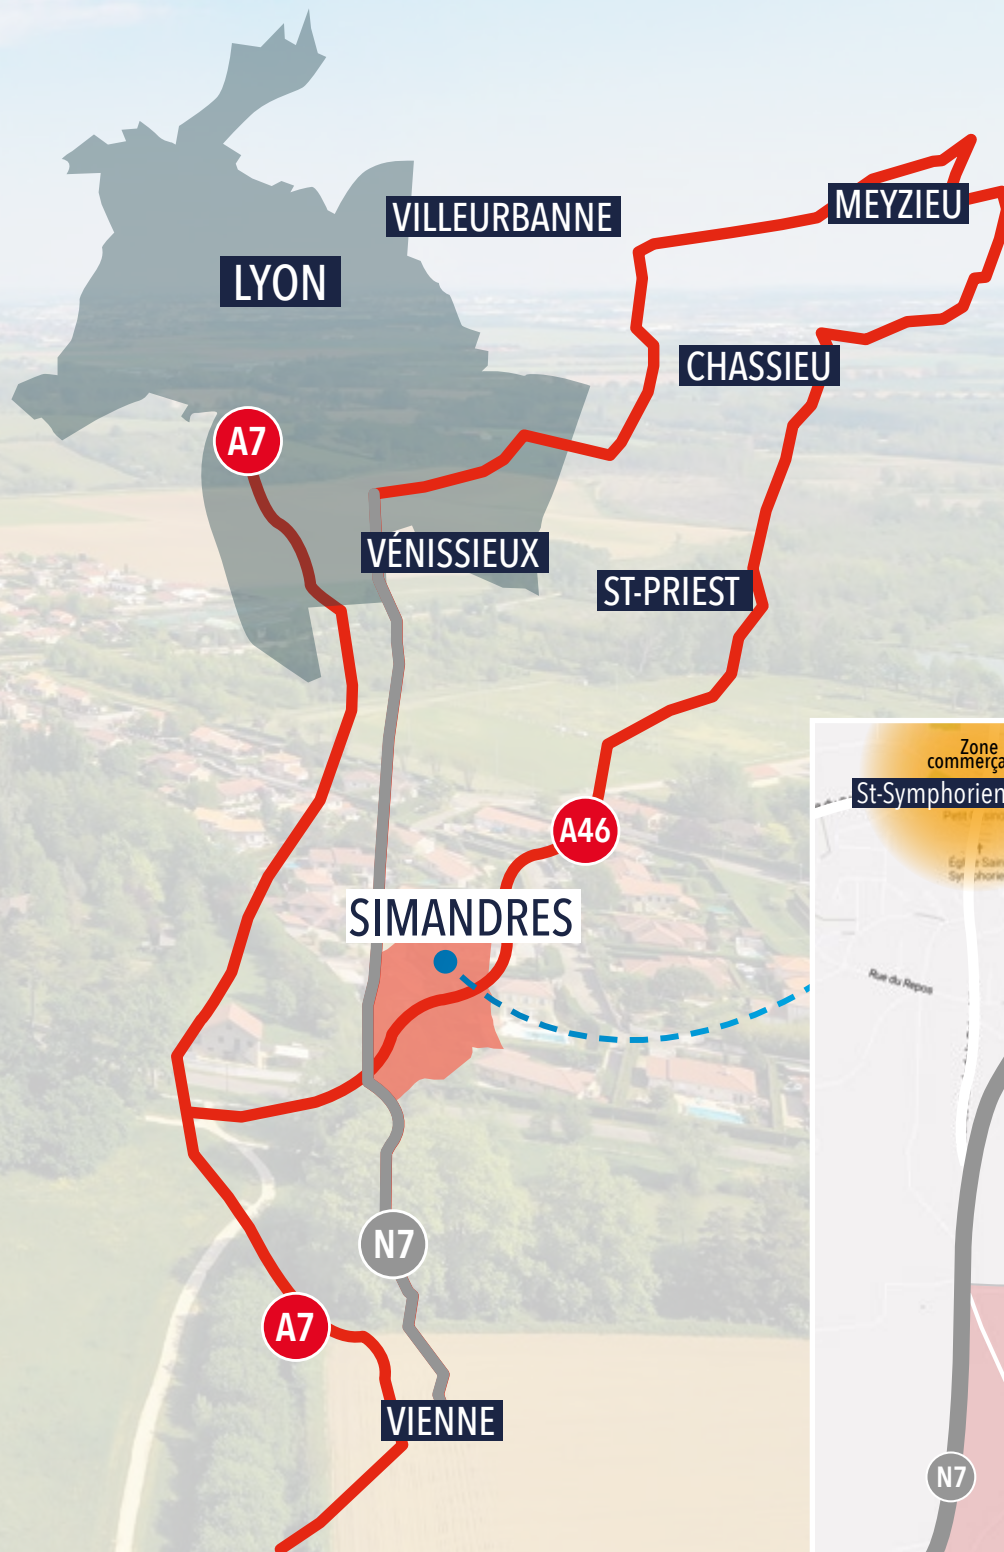 MEYZIEU
VILLEURBANNE
LYON
CHASSIEU
A7
VÉNISSIEUX
ST-PRIEST
Zone
St-Symphorien
A46
SIMANDRES
Rue du Repos
N7
A7
VIENNE
N7